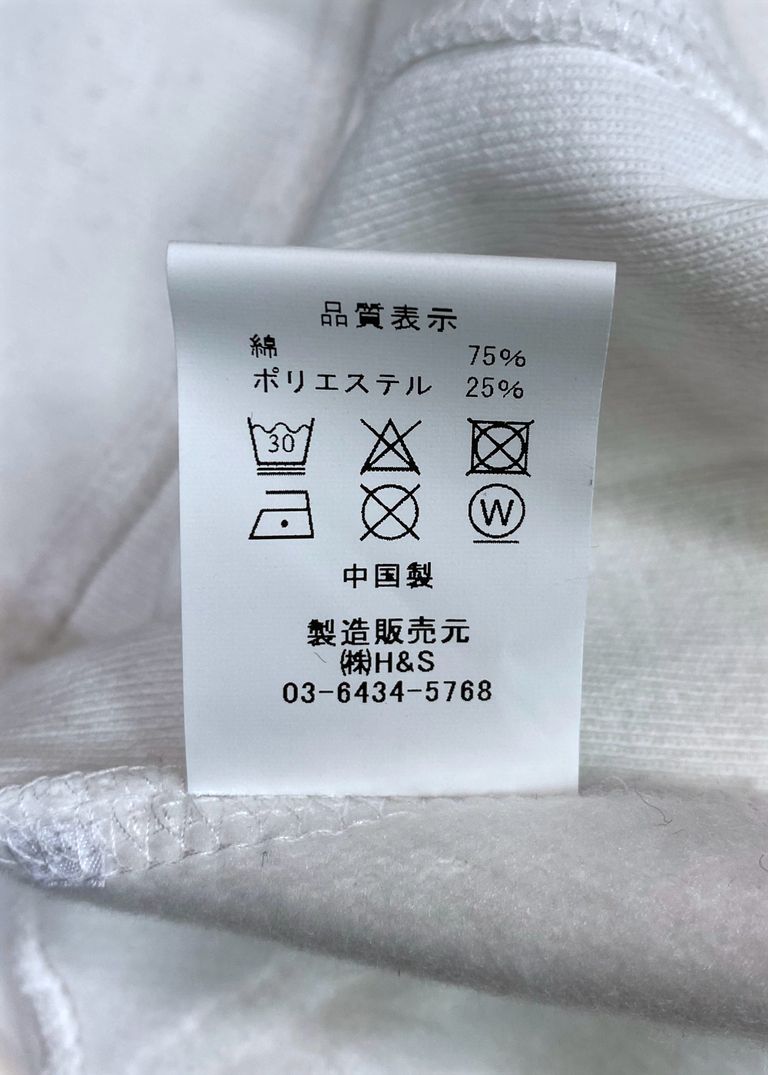 品質表示
綿 75%
ポリエステル 25%
30
W
中国製
製造販売元
㈱H&S
03-6434-5768